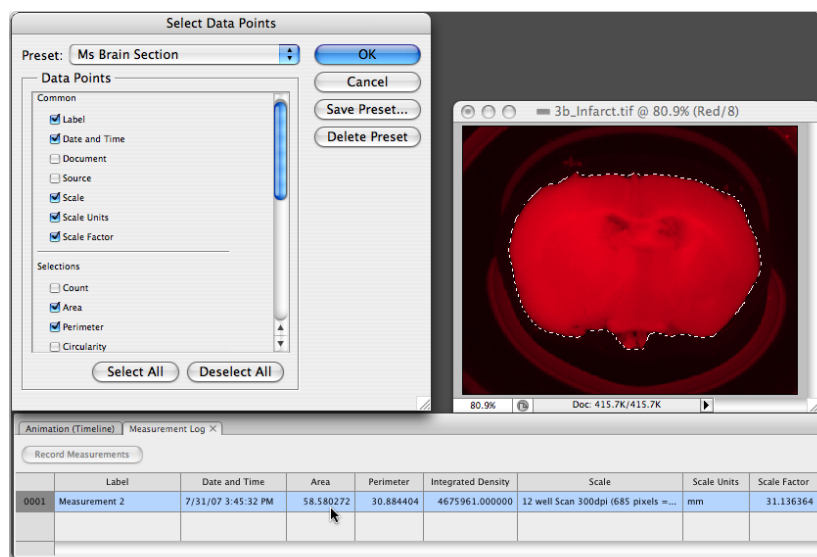 Select Data Points
Preset: Ms Brain Section
OK
Cancel
Save Preset...
Delete Preset
Data Points
Common
Label
Date and Time
Document
Source
Scale
Scale Units
Scale Factor
Selections
Count
Area
Perimeter
Circularity
Select All Deselect All
3b_Infarct.tif @ 80.9% (Red/8)
80.9% Doc: 415.7K/415.7K
Animation (Timeline) Measurement Log ×
Record Measurements
Label Date and Time Area Perimeter Integrated Density Scale Scale Units Scale Factor
0001 Measurement 2 7/31/07 3:45:32 PM 58.580272 30.884404 4675961.000000 12 well Scan 300dpi (685 pixels =... mm 31.136364